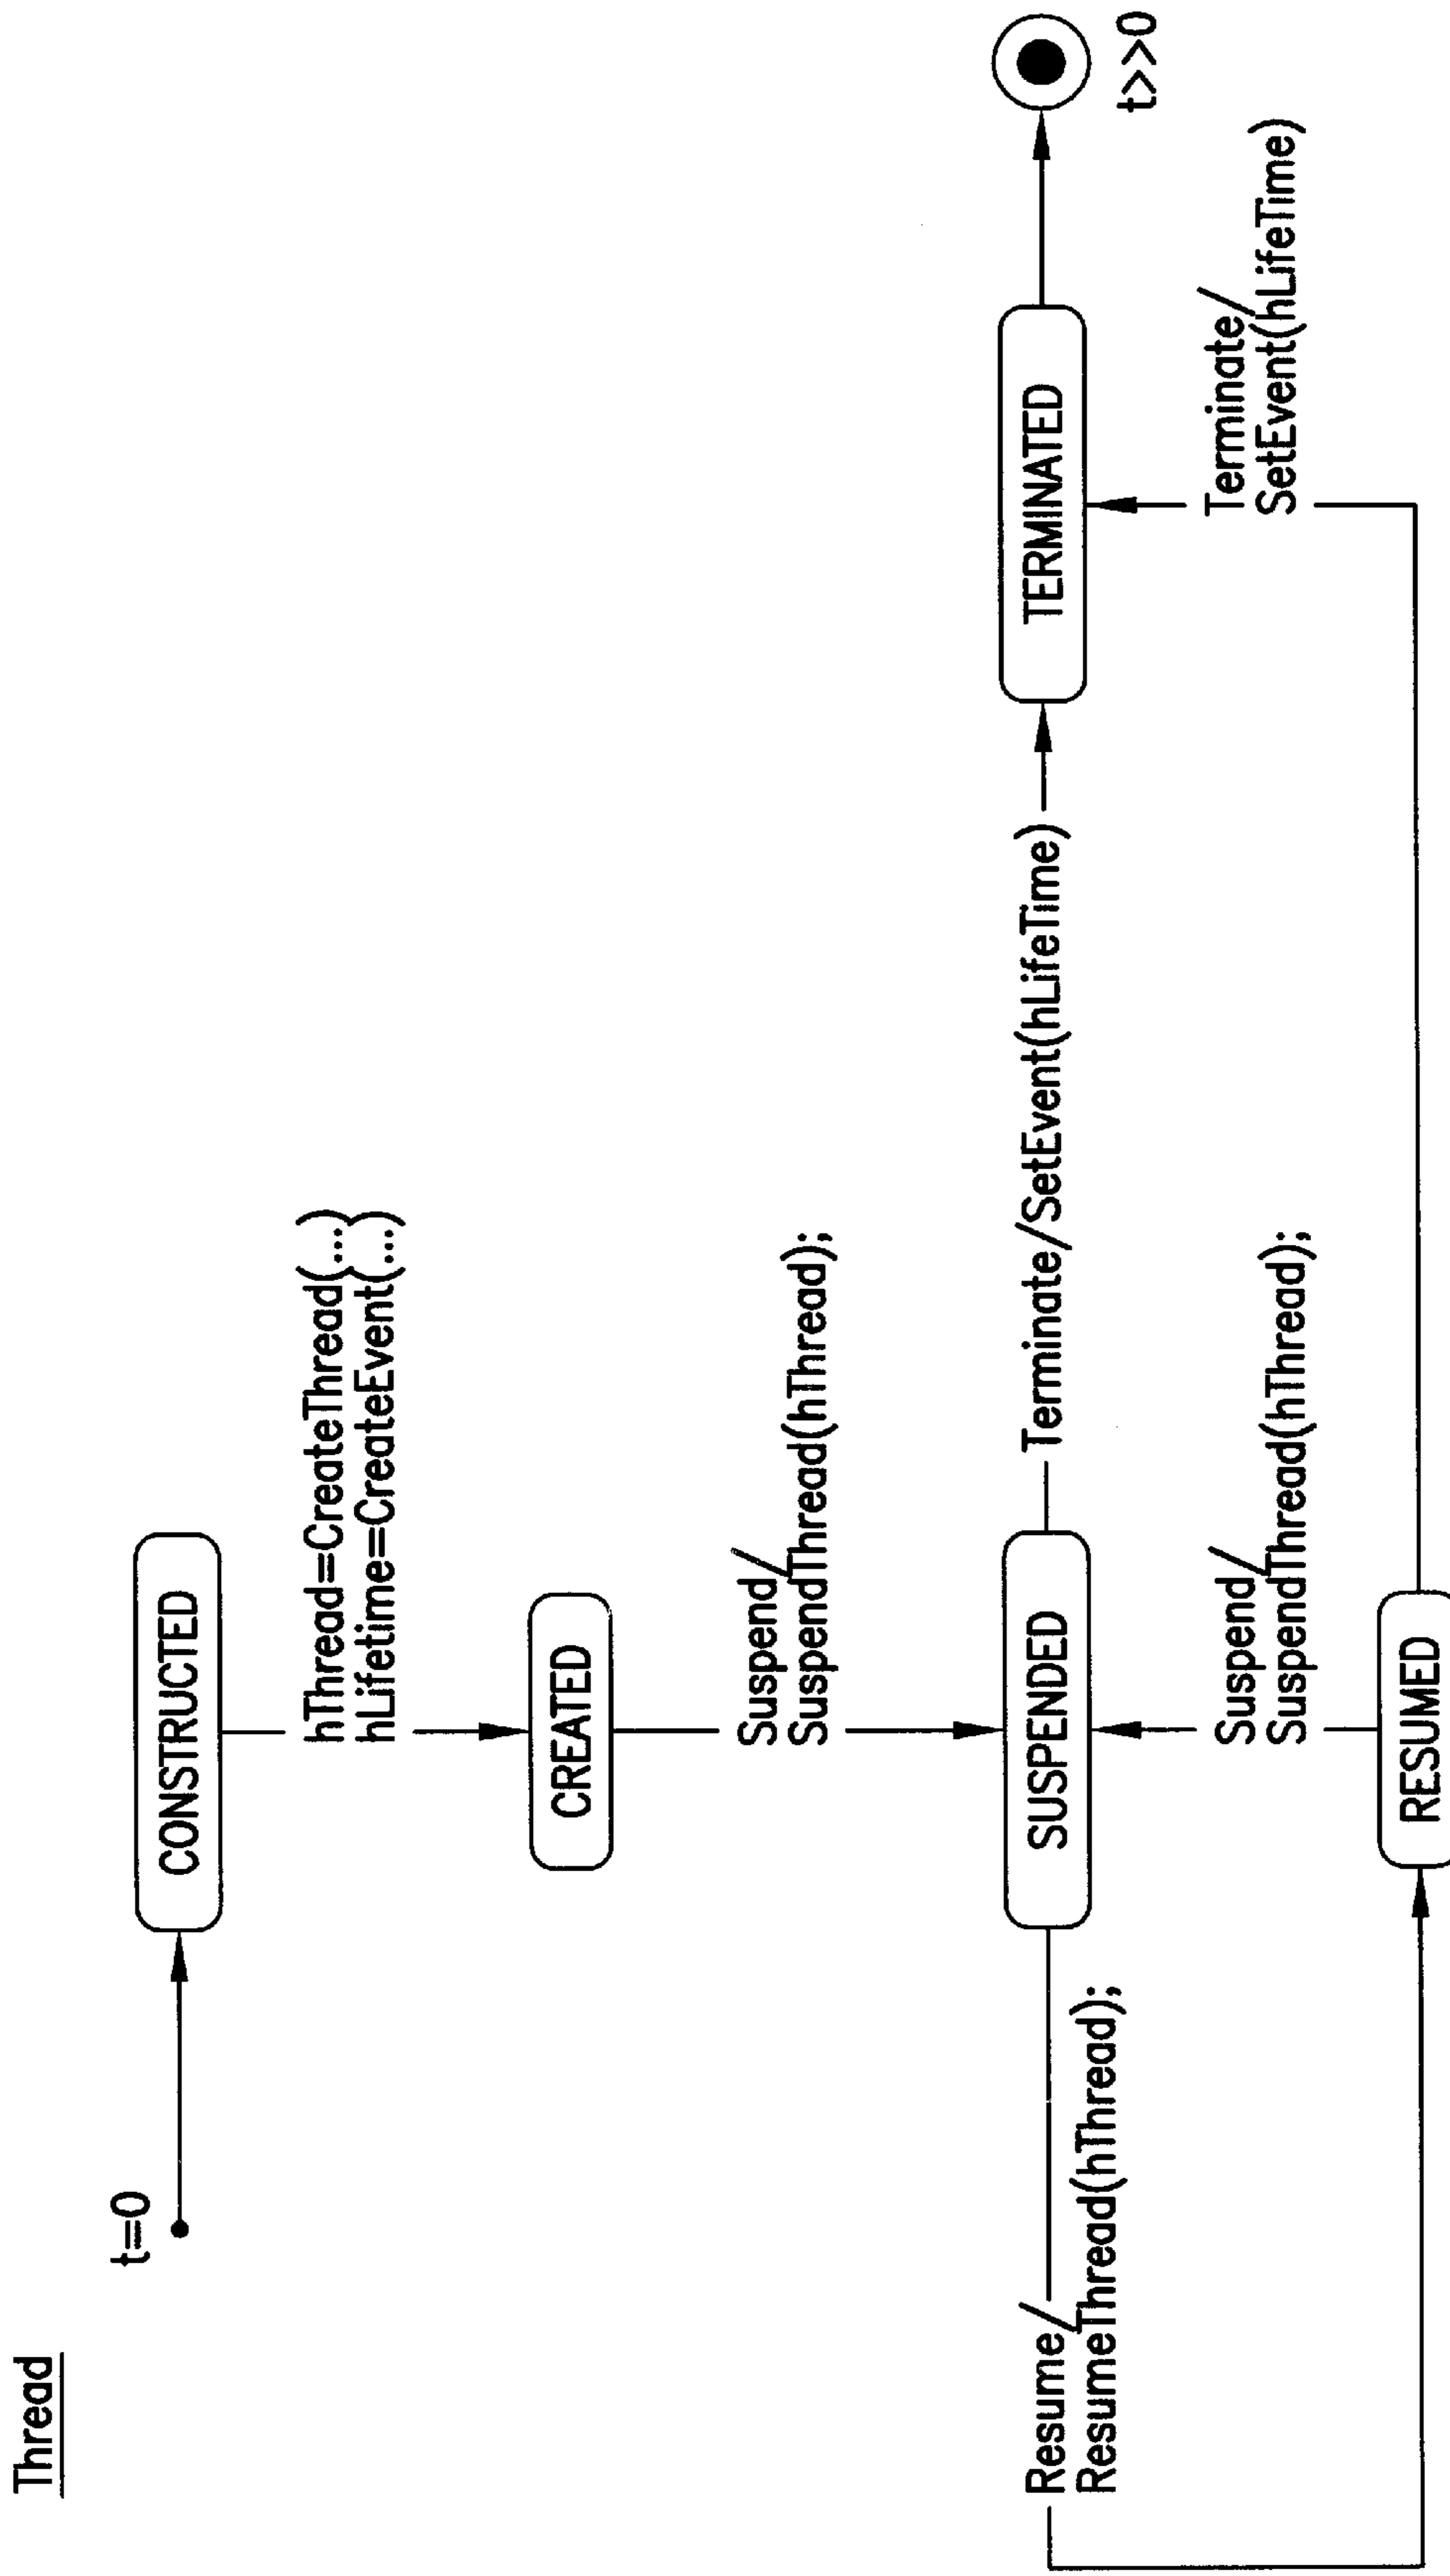 Thread
t=0
CONSTRUCTED
hThread=CreateThread(...)
hLifetime=CreateEvent(...)
CREATED
Suspend/
SuspendThread(hThread);
Resume/
ResumeThread(hThread);
SUSPENDED
Terminate/SetEvent(hLifeTime)
TERMINATED
t>>0
Suspend/
SuspendThread(hThread);
Terminate/
SetEvent(hLifeTime)
RESUMED